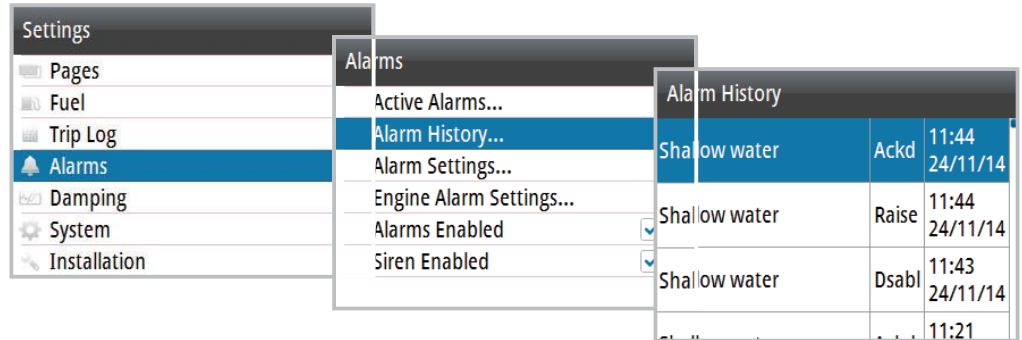 Settings
Pages
Fuel
Trip Log
Alarms
Damping
System
Installation
Alarms
Active Alarms...
Alarm History...
Alarm Settings...
Engine Alarm Settings...
Alarms Enabled
Siren Enabled
Alarm History
Shallow water Ackd 11:44
24/11/14
Shallow water Raise 11:44
24/11/14
Shallow water Dsabl 11:43
24/11/14
11:21